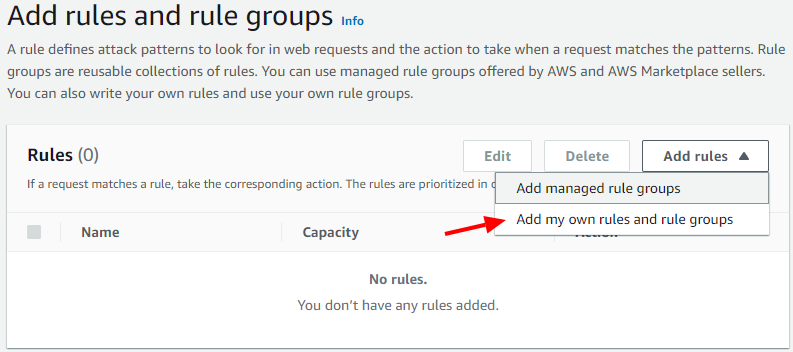 Add rules and rule groups Info
A rule defines attack patterns to look for in web requests and the action to take when a request matches the patterns. Rule
groups are reusable collections of rules. You can use managed rule groups offered by AWS and AWS Marketplace sellers.
You can also write your own rules and use your own rule groups.
Rules (0) Edit Delete Add rules
If a request matches a rule, take the corresponding action. The rules are prioritized in
Add managed rule groups
Add my own rules and rule groups
Name Capacity
No rules.
You don't have any rules added.